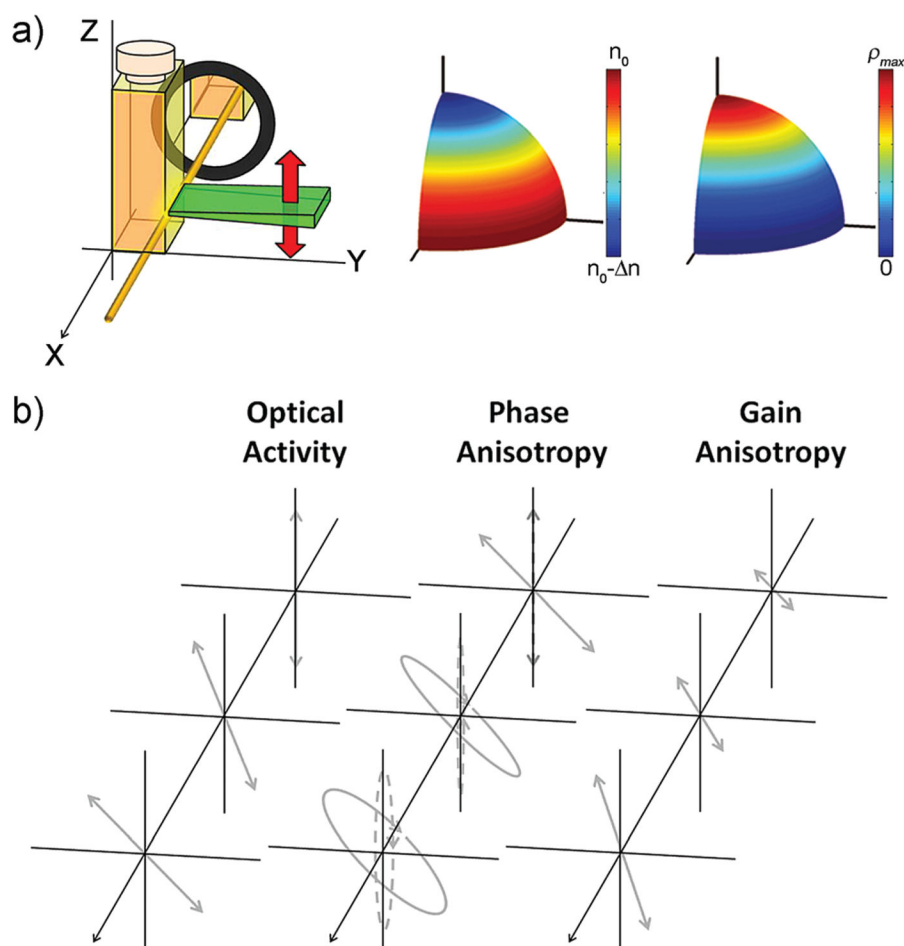 a)
Z
Y
X
n₀
n₀-Δn
ρmax
0
b)
Optical
Activity
Phase
Anisotropy
Gain
Anisotropy